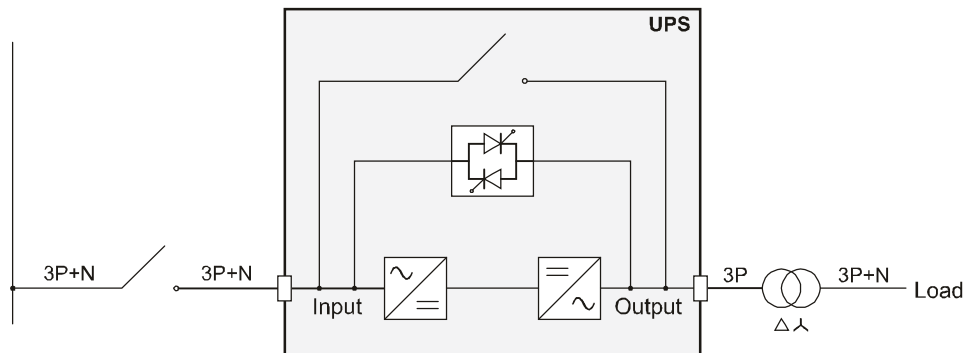 UPS
3P+N
3P+N
Input
Output
3P
3P+N
Load